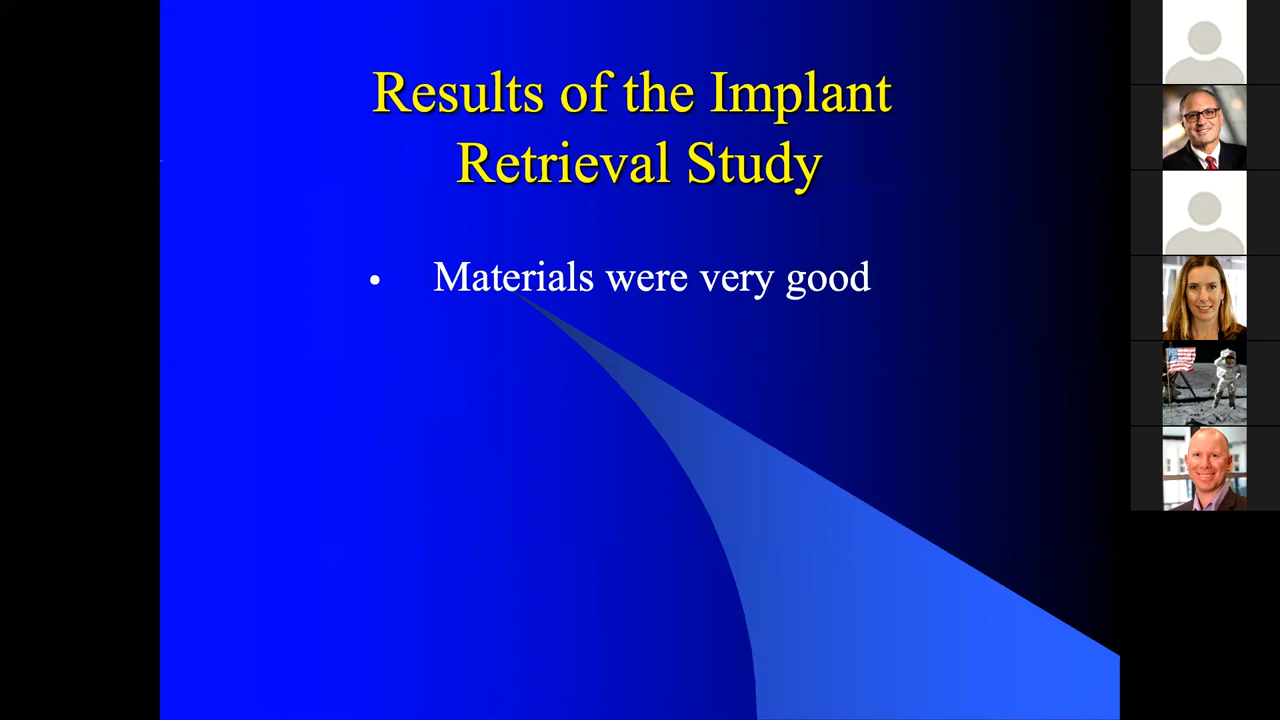 Results of the Implant
Retrieval Study
• Materials were very good